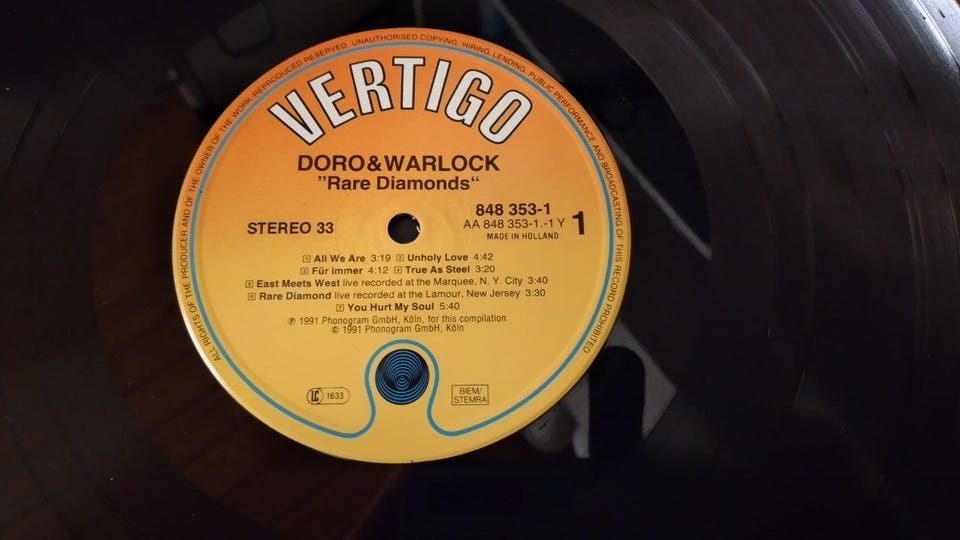 ALL RIGHTS OF THE PRODUCER AND OF THE OWNER OF THE WORK REPRODUCED RESERVED. UNAUTHORISED COPYING, HIRING, LENDING, PUBLIC PERFORMANCE AND BROADCASTING OF THIS RECORD PROHIBITED
VERTIGO
DORO&WARLOCK
"Rare Diamonds“
848 353-1
STEREO 33
AA 848 353-1.-1 Y 1
MADE IN HOLLAND
1 All We Are 3:19 2 Unholy Love 4:42
3 Für immer 4:12 4 True As Steel 3:20
5 East Meets West live recorded at the Marquee, N. Y. City 3:40
6 Rare Diamond live recorded at the Lamour, New Jersey 3:30
7 You Hurt My Soul 5:40
℗ 1991 Phonogram GmbH, Köln, for this compilation
© 1991 Phonogram GmbH, Köln
LC 1633
BIEM/
STEMRA